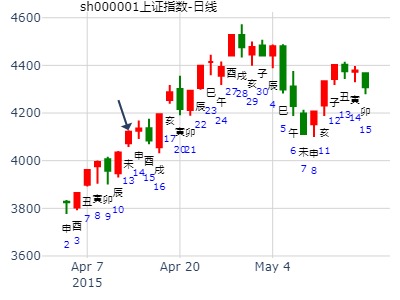 sh000001上证指数-日线
4600
4400
4200
4000
3800
3600
申 2
酉 3
丑 7
寅 8
卯 9
辰 10
未 13
申 14
酉 15
戌 16
亥 17
寅 20
卯 21
辰 22
巳 23
午 24
酉 27
戌 28
亥 29
子 30
辰 4
巳 5
午 6
未 7
申 8
亥 11
子 12
丑 13
寅 14
卯 15
Apr 7
2015
Apr 20
May 4